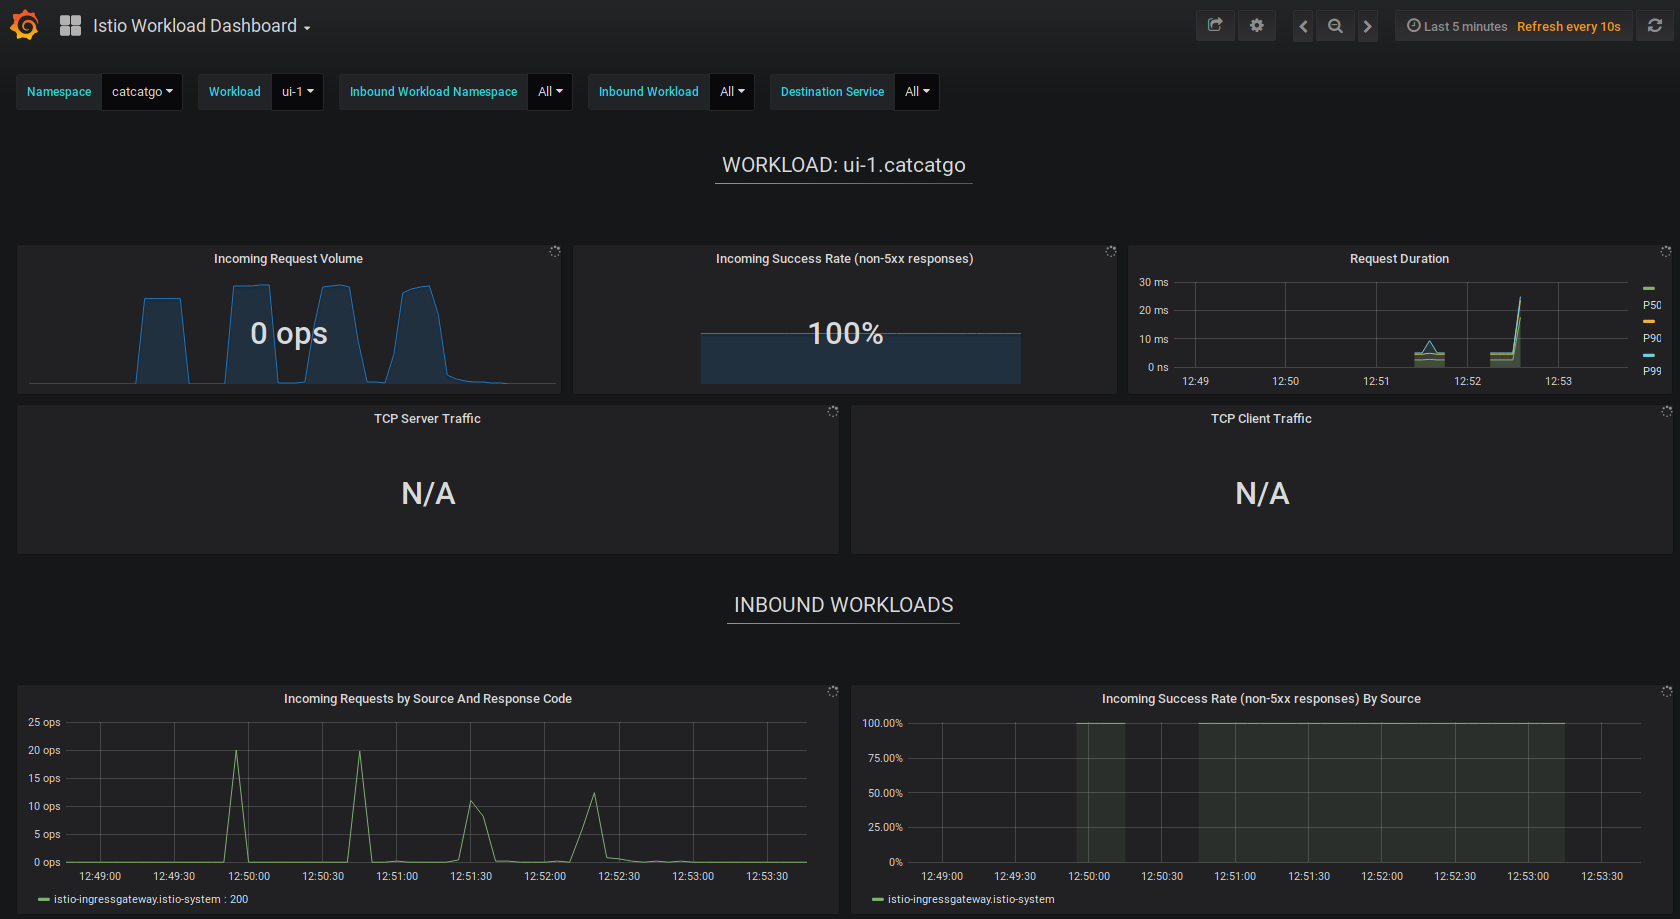 Istio Workload Dashboard
Last 5 minutes Refresh every 10s
Namespace catcatgo Workload ui-1 Inbound Workload Namespace All Inbound Workload All Destination Service All
WORKLOAD: ui-1.catcatgo
Incoming Request Volume
0 ops
Incoming Success Rate (non-5xx responses)
100%
Request Duration
30 ms
20 ms
10 ms
0 ns
12:49 12:50 12:51 12:52 12:53
P50
P90
P99
TCP Server Traffic
N/A
TCP Client Traffic
N/A
INBOUND WORKLOADS
Incoming Requests by Source And Response Code
25 ops
20 ops
15 ops
10 ops
5 ops
0 ops
12:49:00 12:49:30 12:50:00 12:50:30 12:51:00 12:51:30 12:52:00 12:52:30 12:53:00 12:53:30
istio-ingressgateway.istio-system : 200
Incoming Success Rate (non-5xx responses) By Source
100.00%
75.00%
50.00%
25.00%
0%
12:49:00 12:49:30 12:50:00 12:50:30 12:51:00 12:51:30 12:52:00 12:52:30 12:53:00 12:53:30
istio-ingressgateway.istio-system